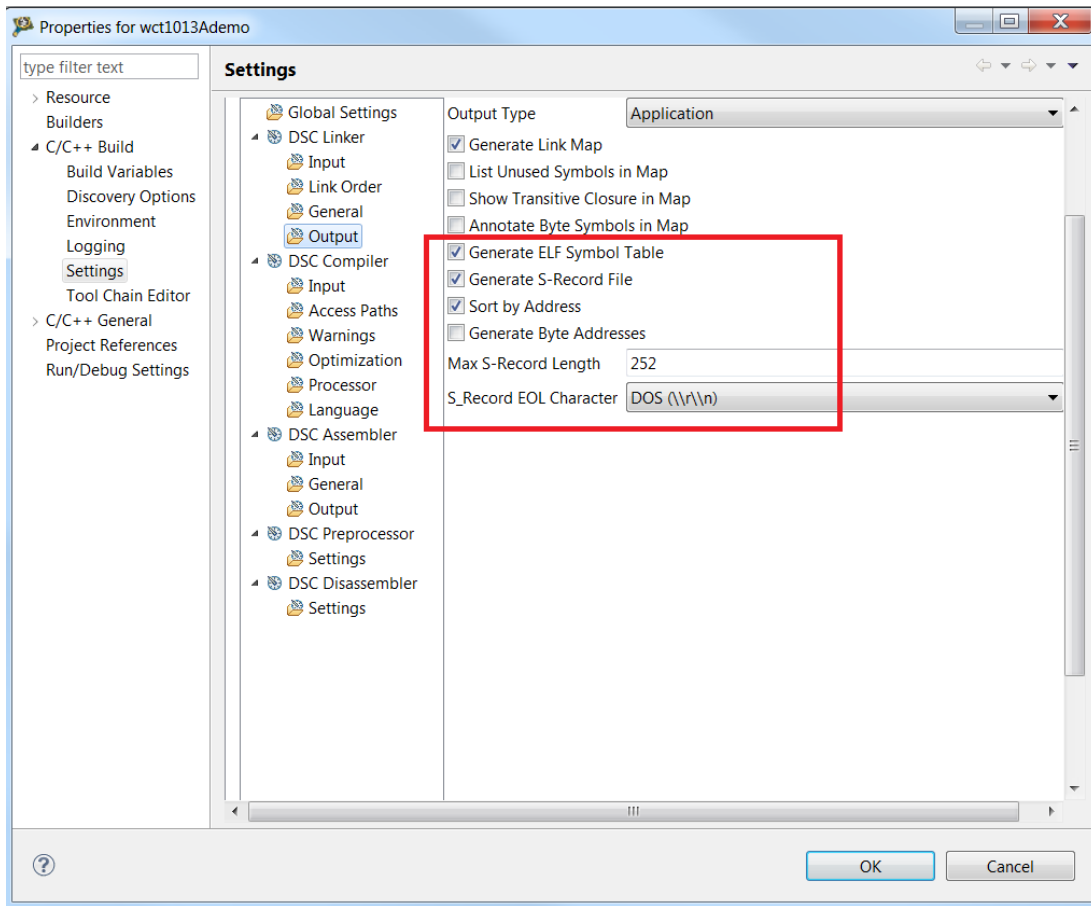 Properties for wct1013Ademo
type filter text
Resource
Builders
C/C++ Build
Build Variables
Discovery Options
Environment
Logging
Settings
Tool Chain Editor
C/C++ General
Project References
Run/Debug Settings
Settings
Global Settings
DSC Linker
Input
Link Order
General
Output
DSC Compiler
Input
Access Paths
Warnings
Optimization
Processor
Language
DSC Assembler
Input
General
Output
DSC Preprocessor
Settings
DSC Disassembler
Settings
Output Type Application
Generate Link Map
List Unused Symbols in Map
Show Transitive Closure in Map
Annotate Byte Symbols in Map
Generate ELF Symbol Table
Generate S-Record File
Sort by Address
Generate Byte Addresses
Max S-Record Length 252
S_Record EOL Character DOS (\\r\\n)
OK Cancel